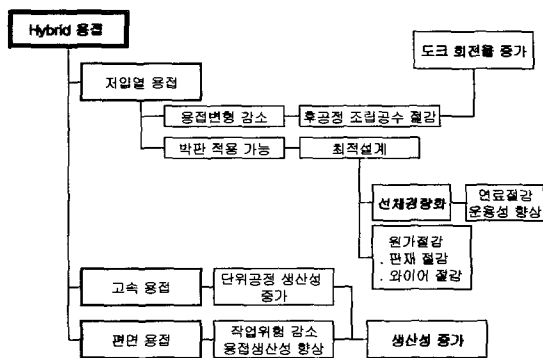 Hybrid 용접
도크 회전율 증가
저입열 용접
용접변형 감소
후공정 조립공수 절감
박판 적용 가능
최적설계
선체경량화
연료절감
운용성 향상
원가절감
. 판재 절감
. 와이어 절감
고속 용접
단위공정 생산성
증가
편면 용접
작업위험 감소
용접생산성 향상
생산성 증가